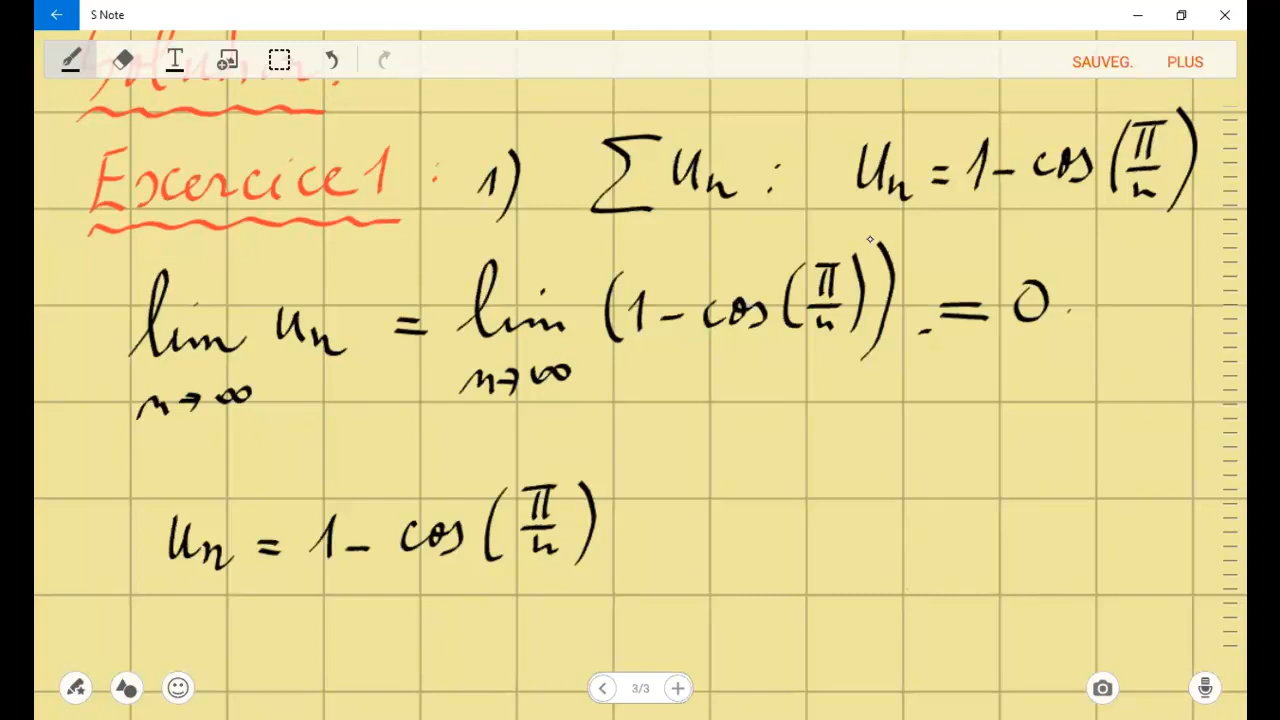 S Note
SAUVEG. PLUS
Solution:
Excercice 1 : 1) ∑ Un : Un = 1 - cos(π/n)
lim un = lim (1 - cos(π/n)) . = 0 .
n→∞ n→∞
un = 1 - cos(π/n)
3/3